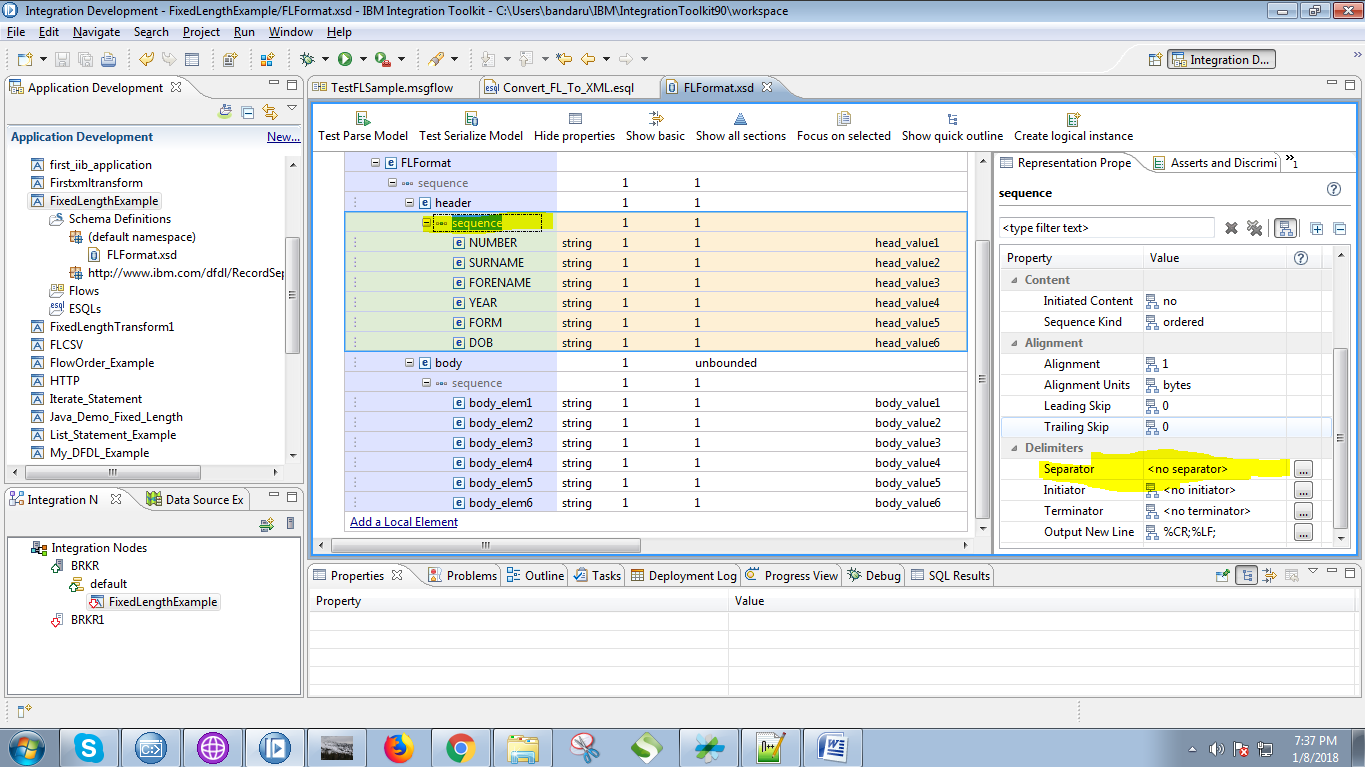 Integration Development - FixedLengthExample/FLFormat.xsd - IBM Integration Toolkit - C:\Users\bandaru\IBM\IntegrationToolkit90\workspace
File Edit Navigate Search Project Run Window Help
Integration D...
Application Development
Application Development New...
first_iib_application
Firstxmltransform
FixedLengthExample
Schema Definitions
(default namespace)
FLFormat.xsd
http://www.ibm.com/dfdl/RecordSep
Flows
ESQLs
FixedLengthTransform1
FLCSV
FlowOrder_Example
HTTP
Iterate_Statement
Java_Demo_Fixed_Length
List_Statement_Example
My_DFDL_Example
Integration N Data Source Ex
Integration Nodes
BRKR
default
FixedLengthExample
BRKR1
TestFLSample.msgflow Convert_FL_To_XML.esql FLFormat.xsd
Test Parse Model Test Serialize Model Hide properties Show basic Show all sections Focus on selected Show quick outline Create logical instance
FLFormat
sequence 1 1
header 1 1
sequence 1 1
NUMBER string 1 1 head_value1
SURNAME string 1 1 head_value2
FORENAME string 1 1 head_value3
YEAR string 1 1 head_value4
FORM string 1 1 head_value5
DOB string 1 1 head_value6
body 1 unbounded
sequence 1 1
body_elem1 string 1 1 body_value1
body_elem2 string 1 1 body_value2
body_elem3 string 1 1 body_value3
body_elem4 string 1 1 body_value4
body_elem5 string 1 1 body_value5
body_elem6 string 1 1 body_value6
Add a Local Element
Representation Prope Asserts and Discrimi 1
sequence
<type filter text>
Property Value
Content
Initiated Content no
Sequence Kind ordered
Alignment
Alignment 1
Alignment Units bytes
Leading Skip 0
Trailing Skip 0
Delimiters
Separator <no separator> ...
Initiator <no initiator> ...
Terminator <no terminator> ...
Output New Line %CR;%LF; ...
Properties Problems Outline Tasks Deployment Log Progress View Debug SQL Results
Property Value
7:37 PM
1/8/2018